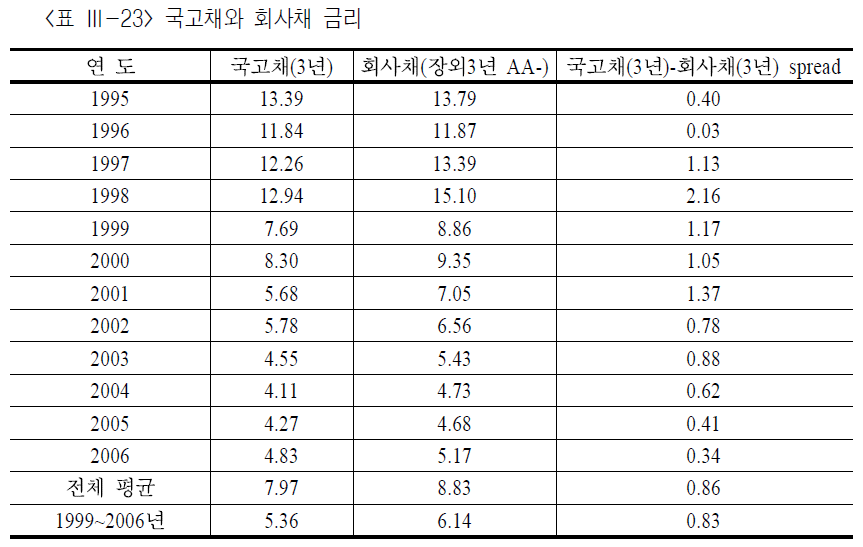 <표 Ⅲ-23> 국고채와 회사채 금리
연 도 국고채(3년) 회사채(장외3년 AA-) 국고채(3년)-회사채(3년) spread
1995 13.39 13.79 0.40
1996 11.84 11.87 0.03
1997 12.26 13.39 1.13
1998 12.94 15.10 2.16
1999 7.69 8.86 1.17
2000 8.30 9.35 1.05
2001 5.68 7.05 1.37
2002 5.78 6.56 0.78
2003 4.55 5.43 0.88
2004 4.11 4.73 0.62
2005 4.27 4.68 0.41
2006 4.83 5.17 0.34
전체 평균 7.97 8.83 0.86
1999~2006년 5.36 6.14 0.83